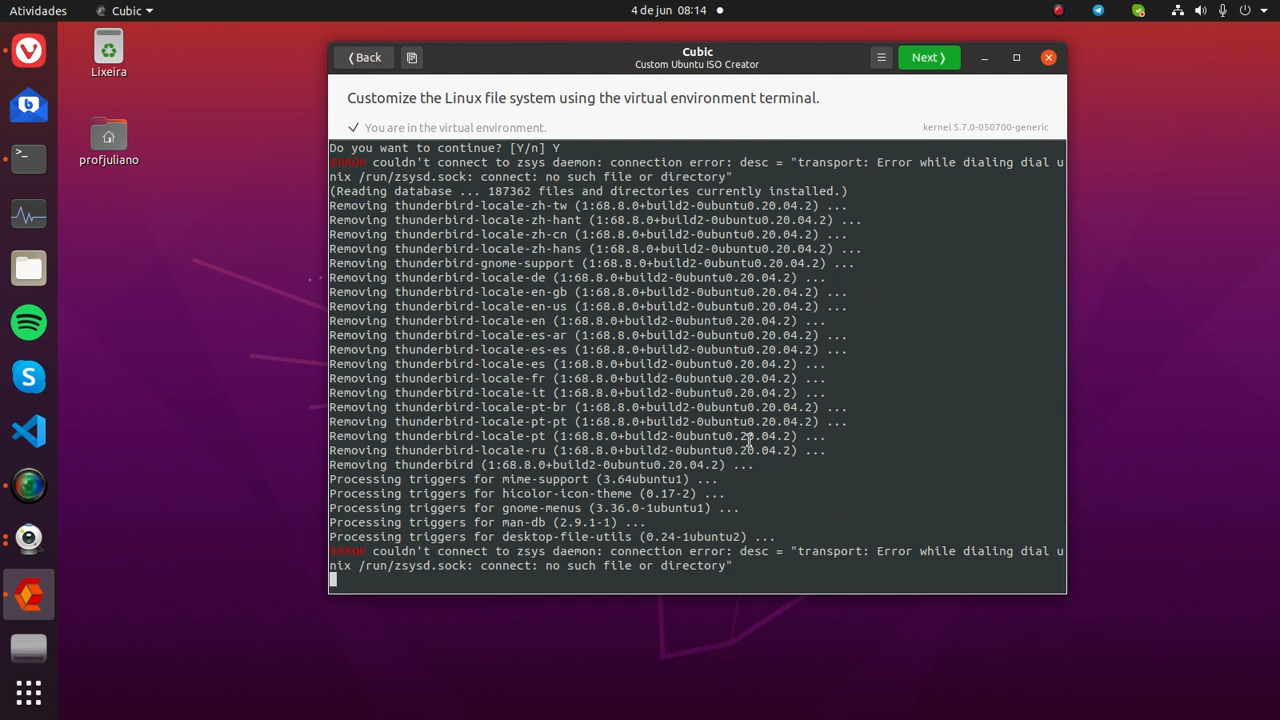 Atividades
Cubic
4 de jun 08:14
Lixeira
profjuliano
Back
Cubic
Custom Ubuntu ISO Creator
Next
Customize the Linux file system using the virtual environment terminal.
✓ You are in the virtual environment.
kernel 5.7.0-050700-generic
Do you want to continue? [Y/n] Y
ERROR couldn't connect to zsys daemon: connection error: desc = "transport: Error while dialing dial u
nix /run/zsysd.sock: connect: no such file or directory"
(Reading database ... 187362 files and directories currently installed.)
Removing thunderbird-locale-zh-tw (1:68.8.0+build2-0ubuntu0.20.04.2) ...
Removing thunderbird-locale-zh-hant (1:68.8.0+build2-0ubuntu0.20.04.2) ...
Removing thunderbird-locale-zh-cn (1:68.8.0+build2-0ubuntu0.20.04.2) ...
Removing thunderbird-locale-zh-hans (1:68.8.0+build2-0ubuntu0.20.04.2) ...
Removing thunderbird-gnome-support (1:68.8.0+build2-0ubuntu0.20.04.2) ...
Removing thunderbird-locale-de (1:68.8.0+build2-0ubuntu0.20.04.2) ...
Removing thunderbird-locale-en-gb (1:68.8.0+build2-0ubuntu0.20.04.2) ...
Removing thunderbird-locale-en-us (1:68.8.0+build2-0ubuntu0.20.04.2) ...
Removing thunderbird-locale-en (1:68.8.0+build2-0ubuntu0.20.04.2) ...
Removing thunderbird-locale-es-ar (1:68.8.0+build2-0ubuntu0.20.04.2) ...
Removing thunderbird-locale-es-es (1:68.8.0+build2-0ubuntu0.20.04.2) ...
Removing thunderbird-locale-es (1:68.8.0+build2-0ubuntu0.20.04.2) ...
Removing thunderbird-locale-fr (1:68.8.0+build2-0ubuntu0.20.04.2) ...
Removing thunderbird-locale-it (1:68.8.0+build2-0ubuntu0.20.04.2) ...
Removing thunderbird-locale-pt-br (1:68.8.0+build2-0ubuntu0.20.04.2) ...
Removing thunderbird-locale-pt-pt (1:68.8.0+build2-0ubuntu0.20.04.2) ...
Removing thunderbird-locale-pt (1:68.8.0+build2-0ubuntu0.20.04.2) ...
Removing thunderbird-locale-ru (1:68.8.0+build2-0ubuntu0.20.04.2) ...
Removing thunderbird (1:68.8.0+build2-0ubuntu0.20.04.2) ...
Processing triggers for mime-support (3.64ubuntu1) ...
Processing triggers for hicolor-icon-theme (0.17-2) ...
Processing triggers for gnome-menus (3.36.0-1ubuntu1) ...
Processing triggers for man-db (2.9.1-1) ...
Processing triggers for desktop-file-utils (0.24-1ubuntu2) ...
ERROR couldn't connect to zsys daemon: connection error: desc = "transport: Error while dialing dial u
nix /run/zsysd.sock: connect: no such file or directory"